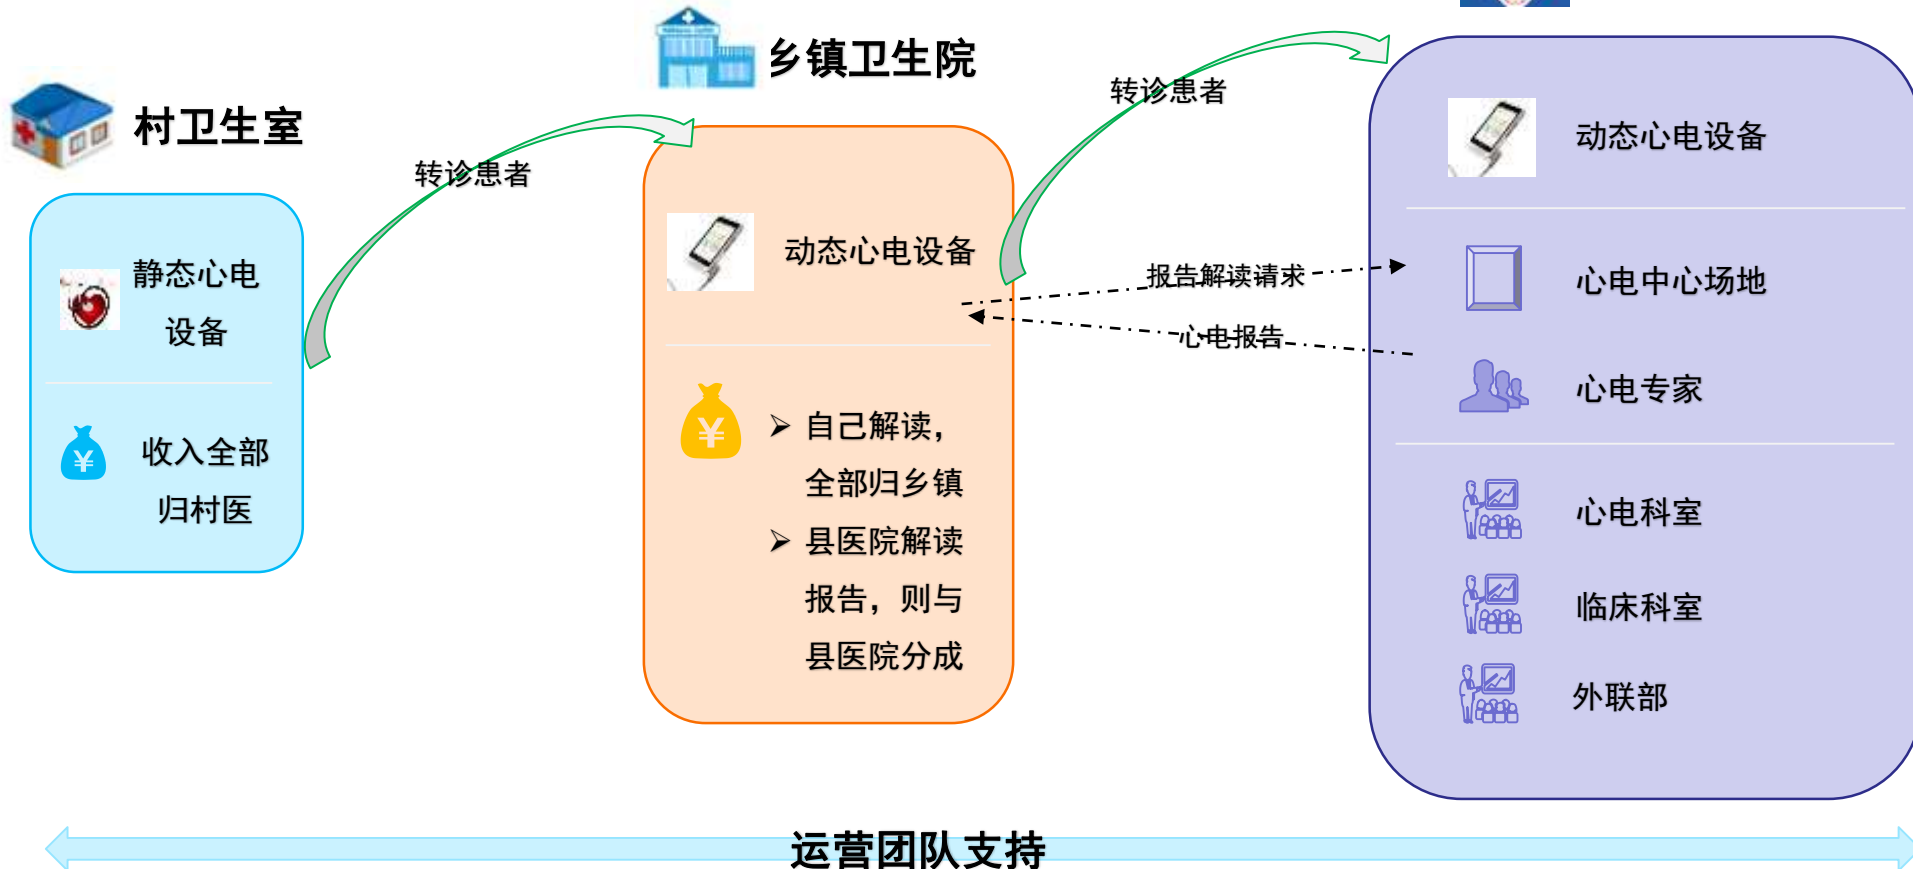 村卫生室
静态心电
设备
¥
收入全部
归村医
转诊患者
乡镇卫生院
动态心电设备
¥
➢ 自己解读，
全部归乡镇
➢ 县医院解读
报告，则与
县医院分成
转诊患者
报告解读请求
心电报告
动态心电设备
心电中心场地
心电专家
心电科室
临床科室
外联部
运营团队支持